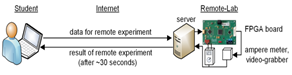 Student
Internet
Remote-Lab
server
data for remote experiment
FPGA board
result of remote experiment
(after ~30 seconds)
ampere meter,
video-grabber